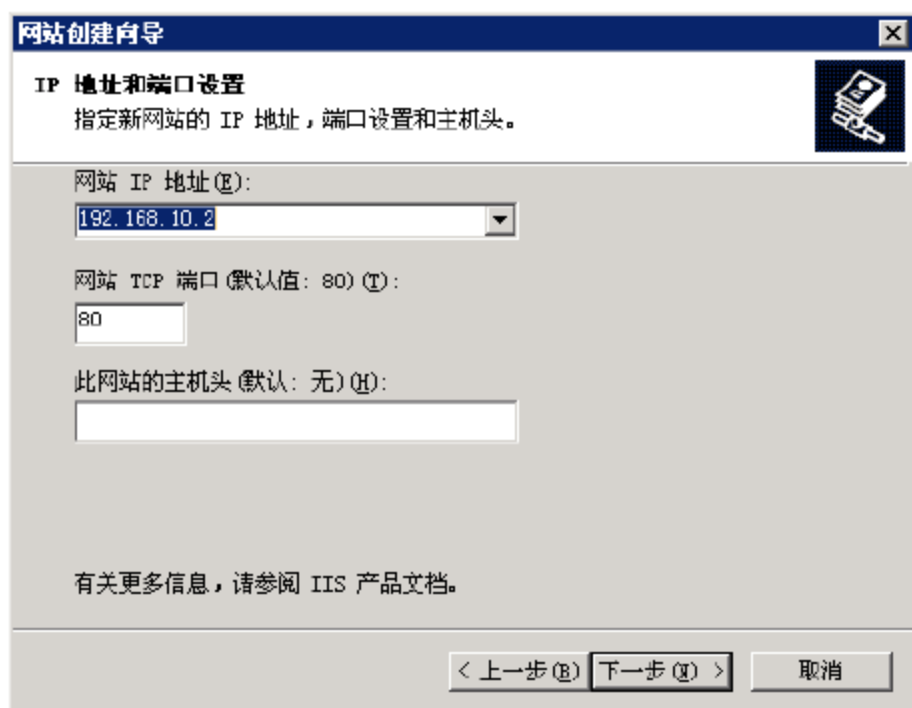 网站创建向导
IP 地址和端口设置
指定新网站的 IP 地址，端口设置和主机头。
网站 IP 地址(E):
192.168.10.2
网站 TCP 端口(默认值: 80)(T):
80
此网站的主机头(默认: 无)(H):
有关更多信息，请参阅 IIS 产品文档。
< 上一步(B) 下一步(N) > 取消